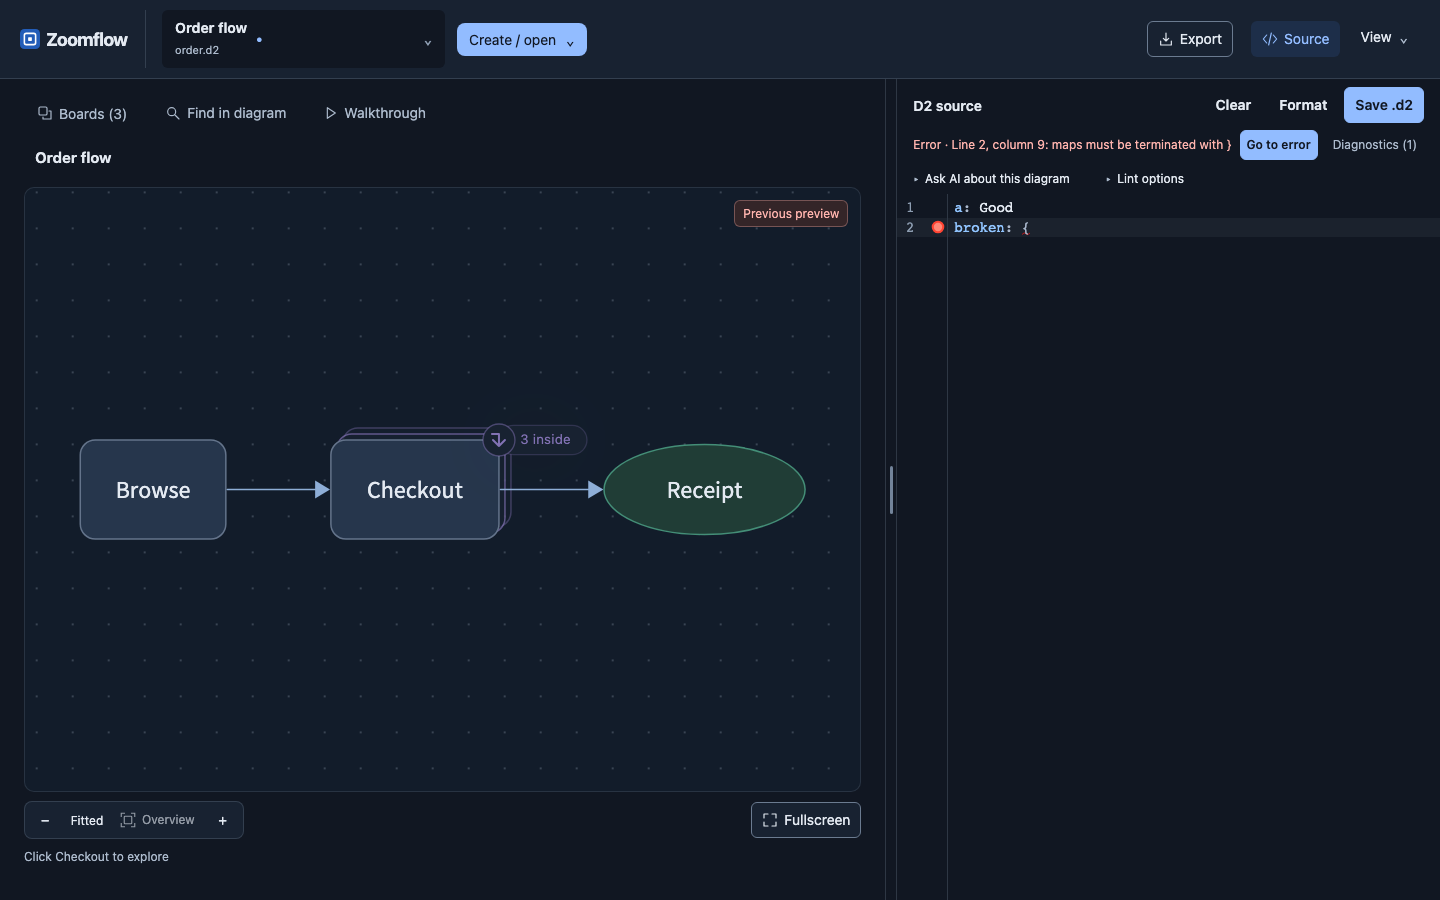 Zoomflow
Order flow
order.d2
Create / open
Export
</> Source
View
Boards (3)
Find in diagram
Walkthrough
Order flow
Previous preview
3 inside
Browse
Checkout
Receipt
− Fitted Overview +
Fullscreen
Click Checkout to explore
D2 source
Clear
Format
Save .d2
Error · Line 2, column 9: maps must be terminated with }
Go to error
Diagnostics (1)
Ask AI about this diagram
Lint options
1 a: Good
2 broken: {